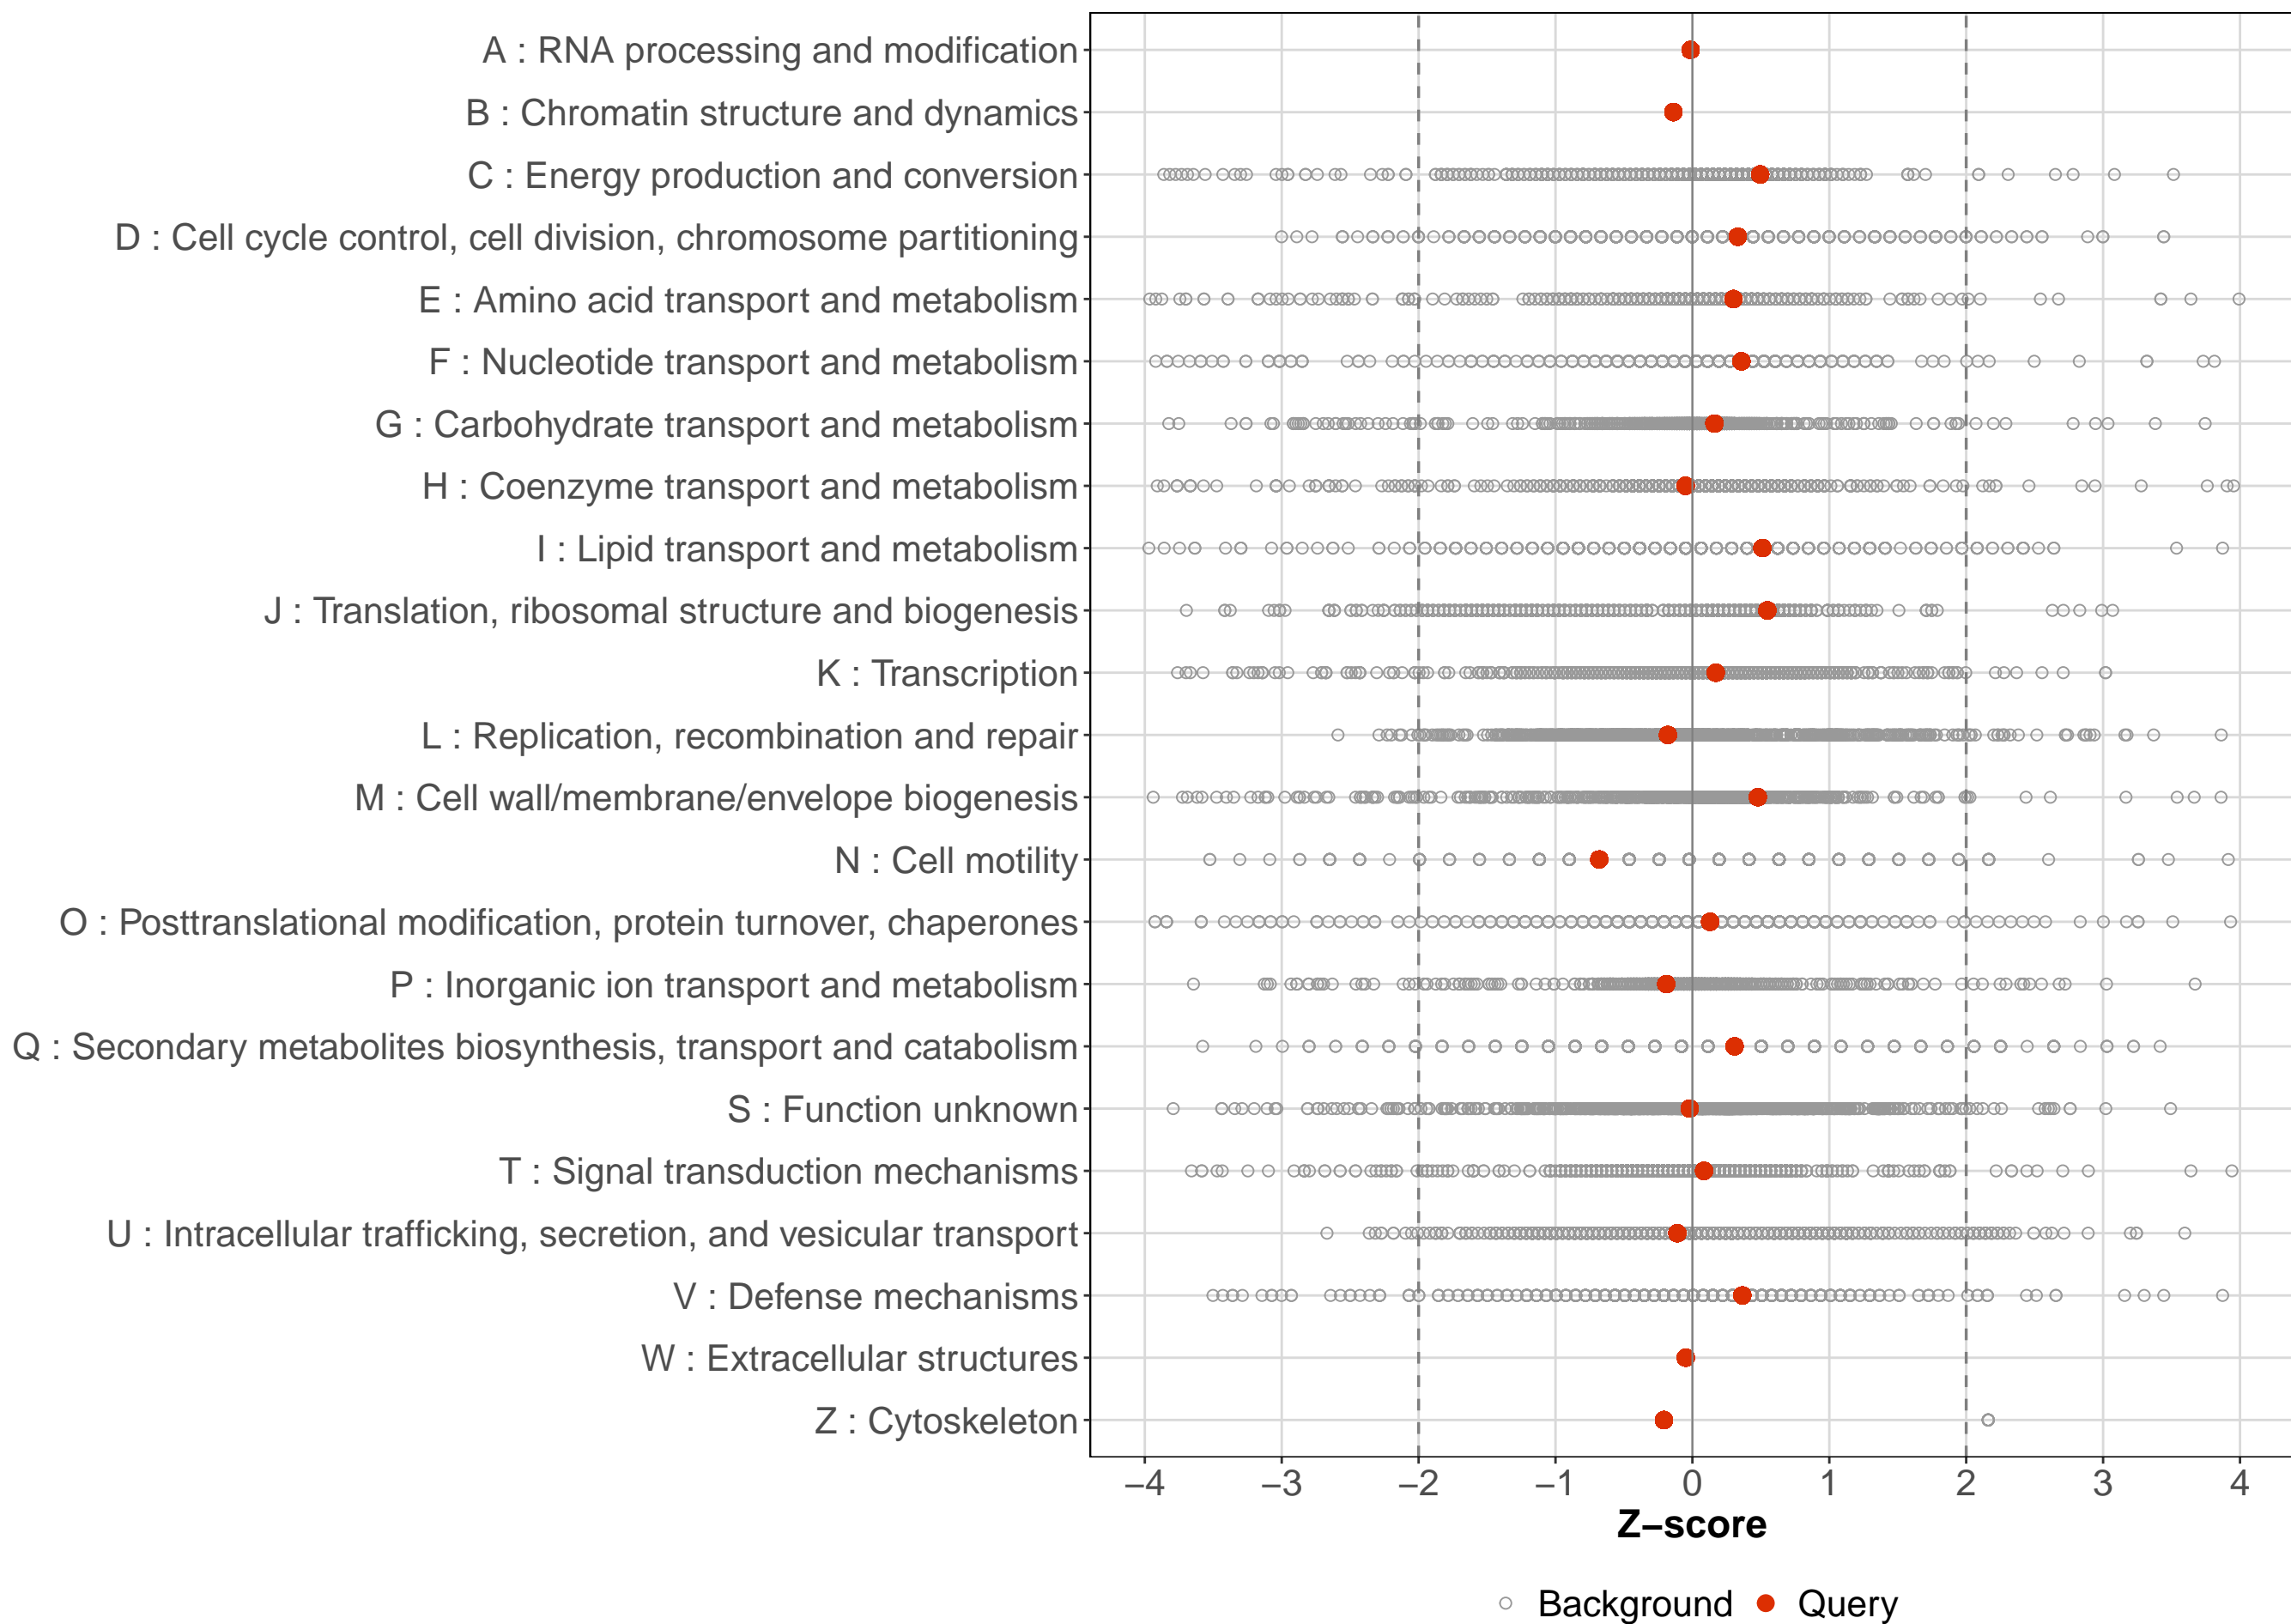 A : RNA processing and modification
B : Chromatin structure and dynamics
C : Energy production and conversion
D : Cell cycle control, cell division, chromosome partitioning
E : Amino acid transport and metabolism
F : Nucleotide transport and metabolism
G : Carbohydrate transport and metabolism
H : Coenzyme transport and metabolism
I : Lipid transport and metabolism
J : Translation, ribosomal structure and biogenesis
K : Transcription
L : Replication, recombination and repair
M : Cell wall/membrane/envelope biogenesis
N : Cell motility
O : Posttranslational modification, protein turnover, chaperones
P : Inorganic ion transport and metabolism
Q : Secondary metabolites biosynthesis, transport and catabolism
S : Function unknown
T : Signal transduction mechanisms
U : Intracellular trafficking, secretion, and vesicular transport
V : Defense mechanisms
W : Extracellular structures
Z : Cytoskeleton
−4 −3 −2 −1 0 1 2 3 4
Z−score
Background Query